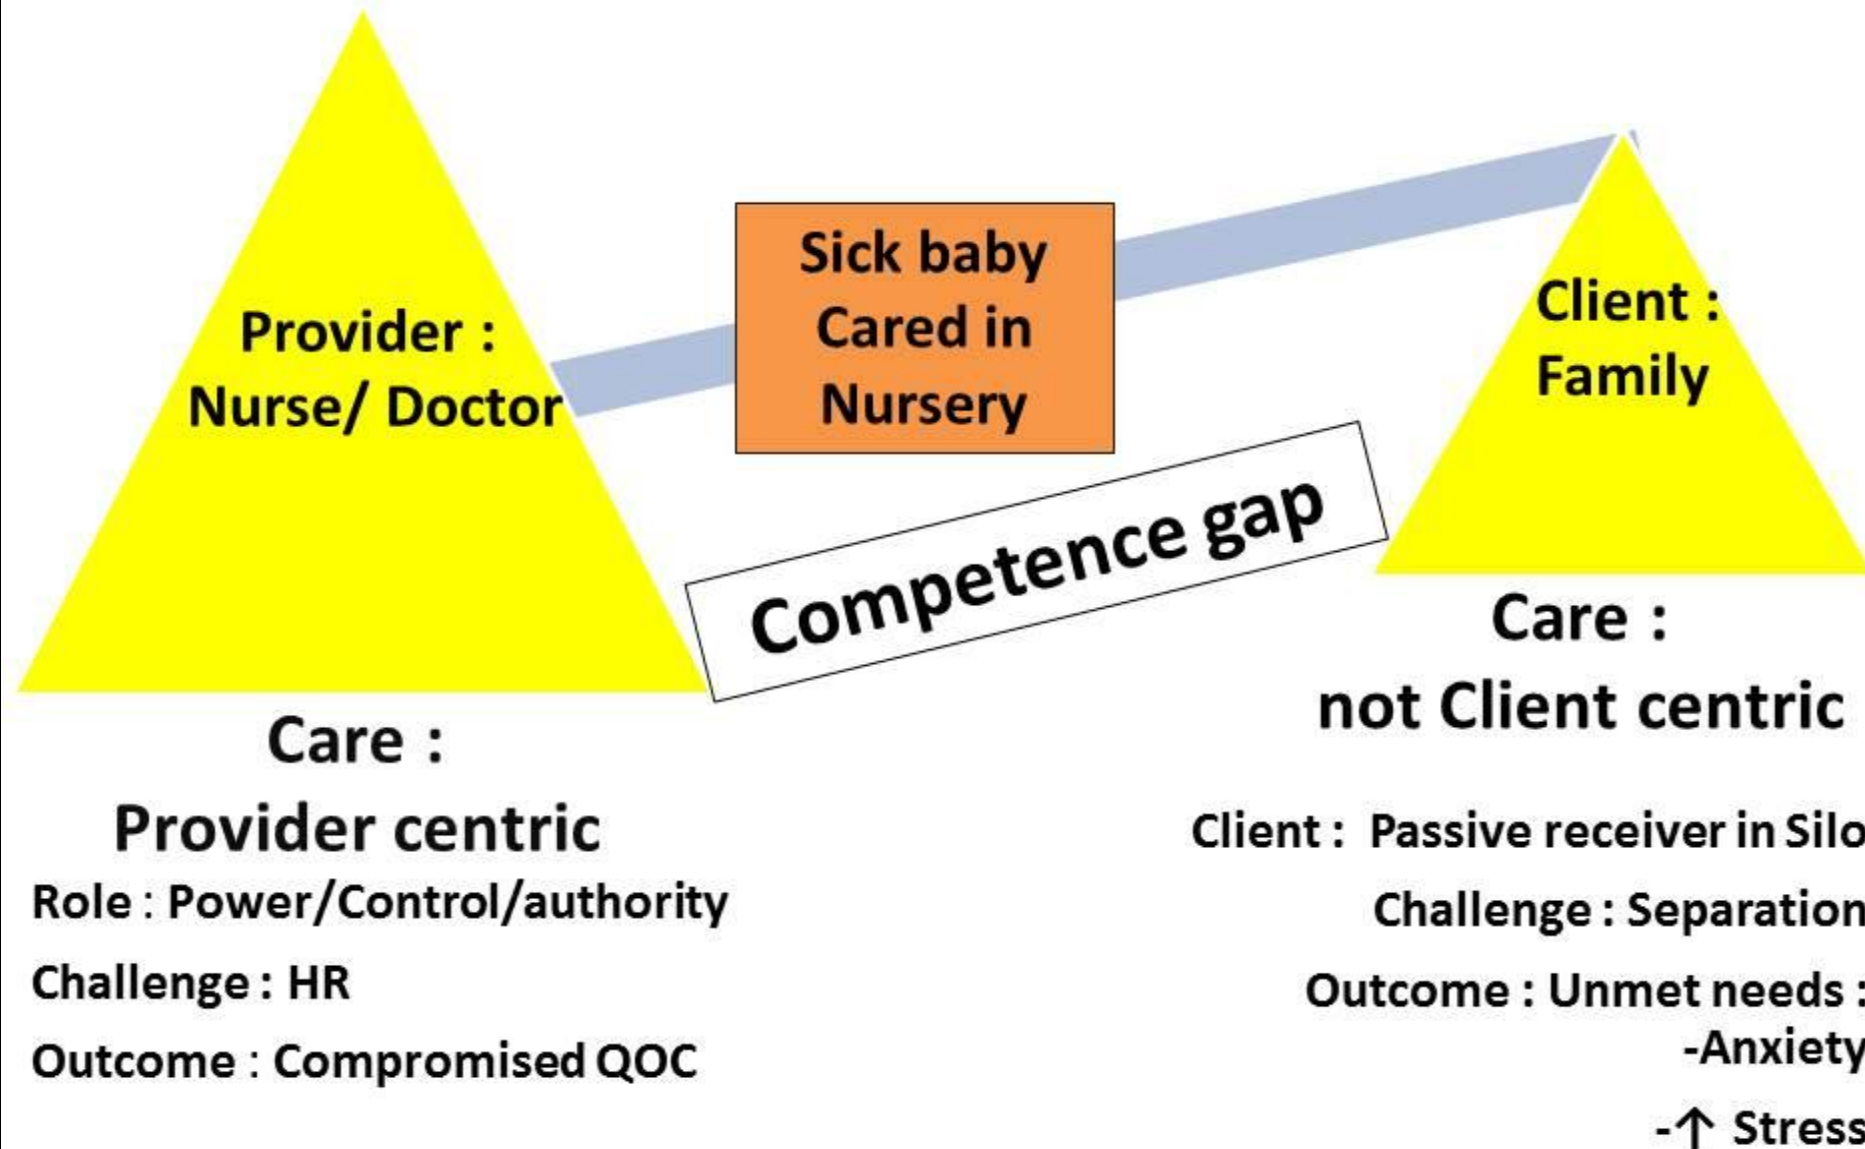 Provider :
Nurse/ Doctor
Sick baby
Cared in
Nursery
Client :
Family
Competence gap
Care :
Provider centric
Role : Power/Control/authority
Challenge : HR
Outcome : Compromised QOC
Care :
not Client centric
Client : Passive receiver in Silo
Challenge : Separation
Outcome : Unmet needs :
-Anxiety
-↑ Stress